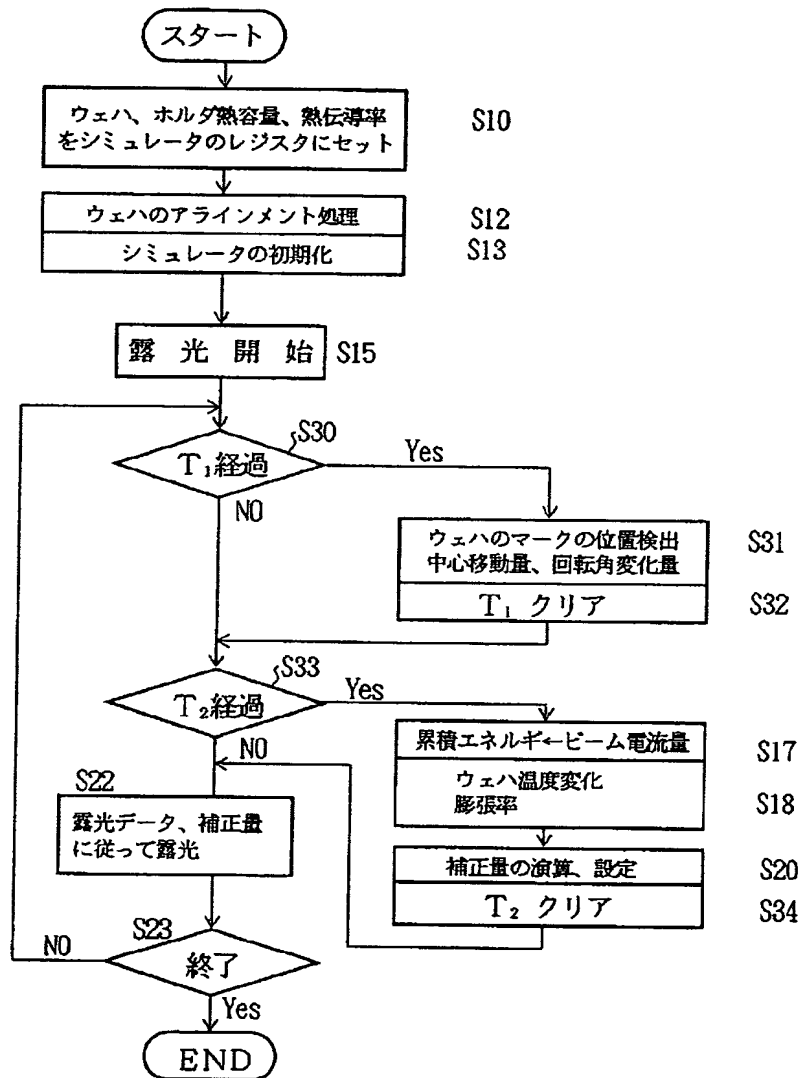 スタート
ウェハ、ホルダ熱容量、熱伝導率
をシミュレータのレジスタにセット
S10
ウェハのアラインメント処理
S12
シミュレータの初期化
S13
露光開始
S15
S30
T₁経過
Yes
NO
ウェハのマークの位置検出
中心移動量、回転角変化量
S31
T₁ クリア
S32
S33
T₂経過
Yes
NO
累積エネルギ←ビーム電流量
S17
ウェハ温度変化
膨張率
S18
S22
露光データ、補正量
に従って露光
補正量の演算、設定
S20
T₂ クリア
S34
S23
NO
終了
Yes
END